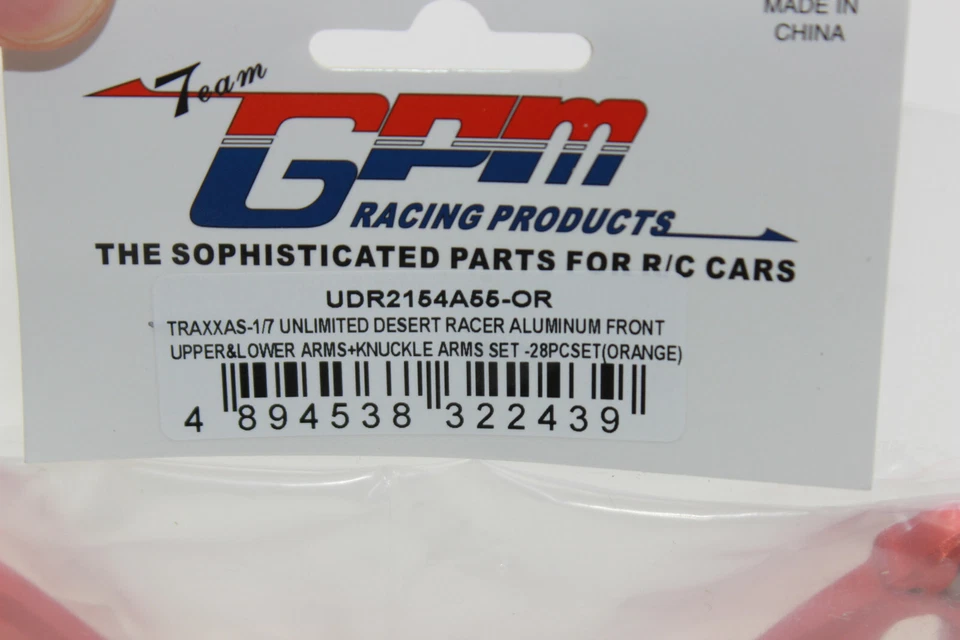 MADE IN
CHINA
Team
GPM
RACING PRODUCTS
THE SOPHISTICATED PARTS FOR R/C CARS
UDR2154A55-OR
TRAXXAS-1/7 UNLIMITED DESERT RACER ALUMINUM FRONT
UPPER&LOWER ARMS+KNUCKLE ARMS SET -28PCSET(ORANGE)
4 894538 322439